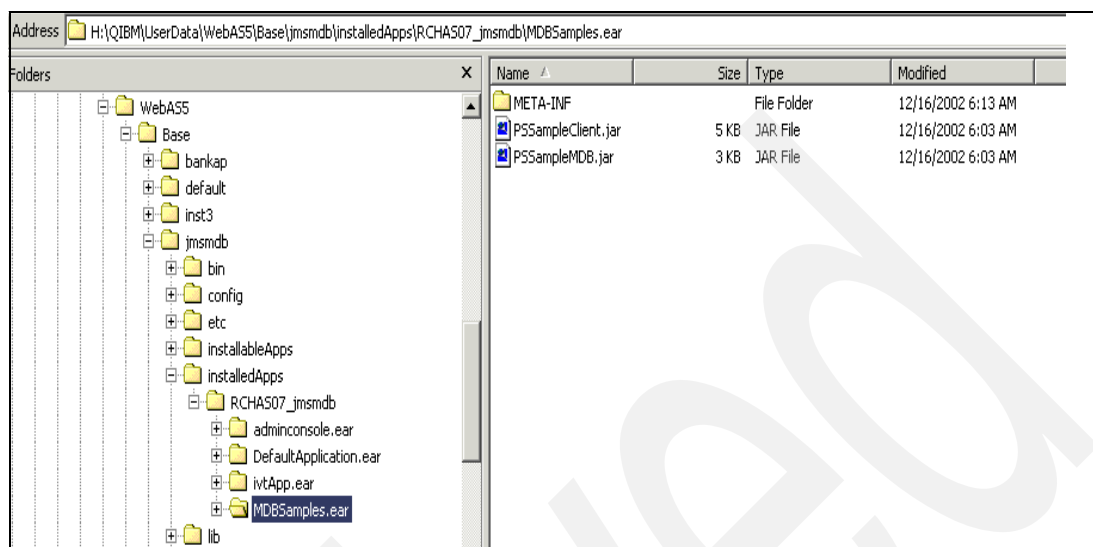 Address H:\QIBM\UserData\WebAS5\Base\jmsmdb\installedApps\RCHAS07_jmsmdb\MDBSamples.ear
Folders x
WebAS5
Base
bankap
default
inst3
jmsmdb
bin
config
etc
installableApps
installedApps
RCHAS07_jmsmdb
adminconsole.ear
DefaultApplication.ear
ivtApp.ear
MDBSamples.ear
lib
Name Size Type Modified
META-INF File Folder 12/16/2002 6:13 AM
PSSampleClient.jar 5 KB JAR File 12/16/2002 6:03 AM
PSSampleMDB.jar 3 KB JAR File 12/16/2002 6:03 AM